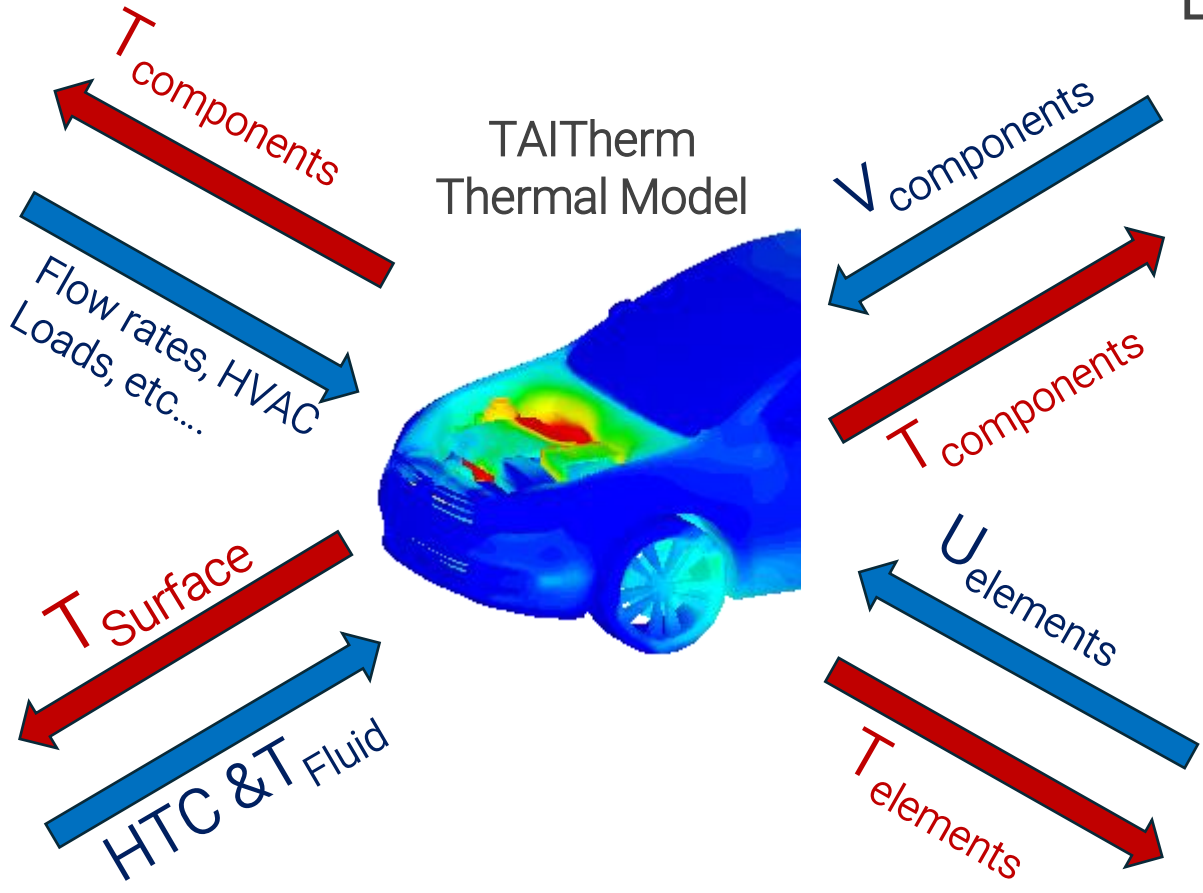 T components
TAITherm
Thermal Model
V components
Flow rates, HVAC
Loads, etc....
T components
T Surface
U elements
HTC &T Fluid
T elements